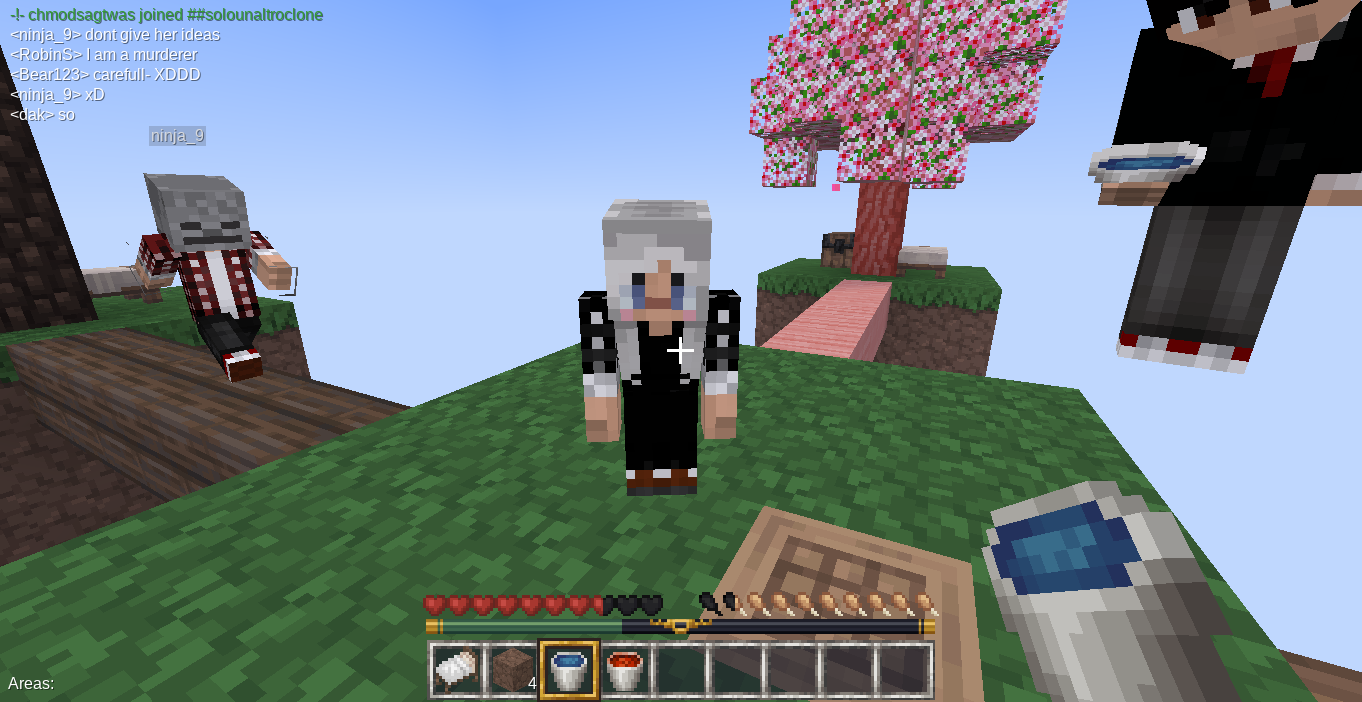 -!- chmodsagtwas joined ##solounaltroclone
<ninja_9> dont give her ideas
<RobinS> I am a murderer
<Bear123> carefull- XDDD
<ninja_9> xD
<dak> so
ninja_9
4
Areas: